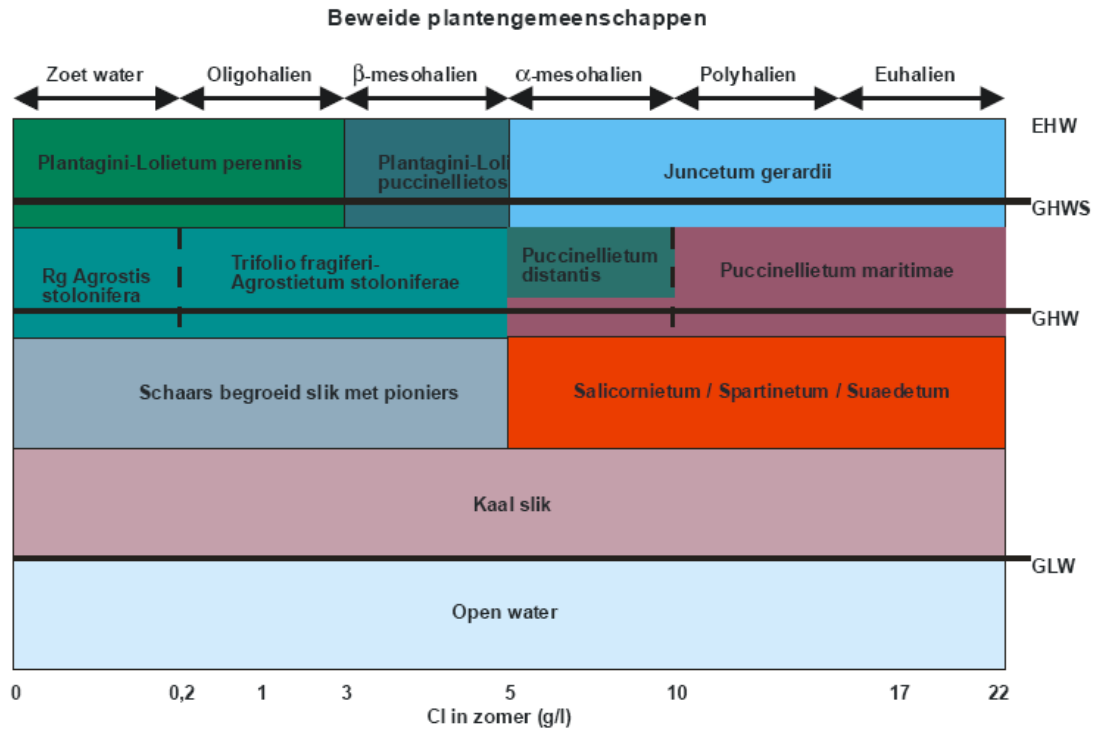 Beweide plantengemeenschappen
Zoet water
Oligohalien
β-mesohalien
α-mesohalien
Polyhalien
Euhalien
EHW
Plantagini-Lolietum perennis
Plantagini-Loli
puccinellietos
Juncetum gerardii
GHWS
Rg Agrostis
stolonifera
Trifolio fragiferi-
Agrostietum stoloniferae
Puccinellietum
distantis
Puccinellietum maritimae
GHW
Schaars begroeid slik met pioniers
Salicornietum / Spartinetum / Suaedetum
Kaal slik
GLW
Open water
0 0,2 1 3 5 10 17 22
Cl in zomer (g/l)